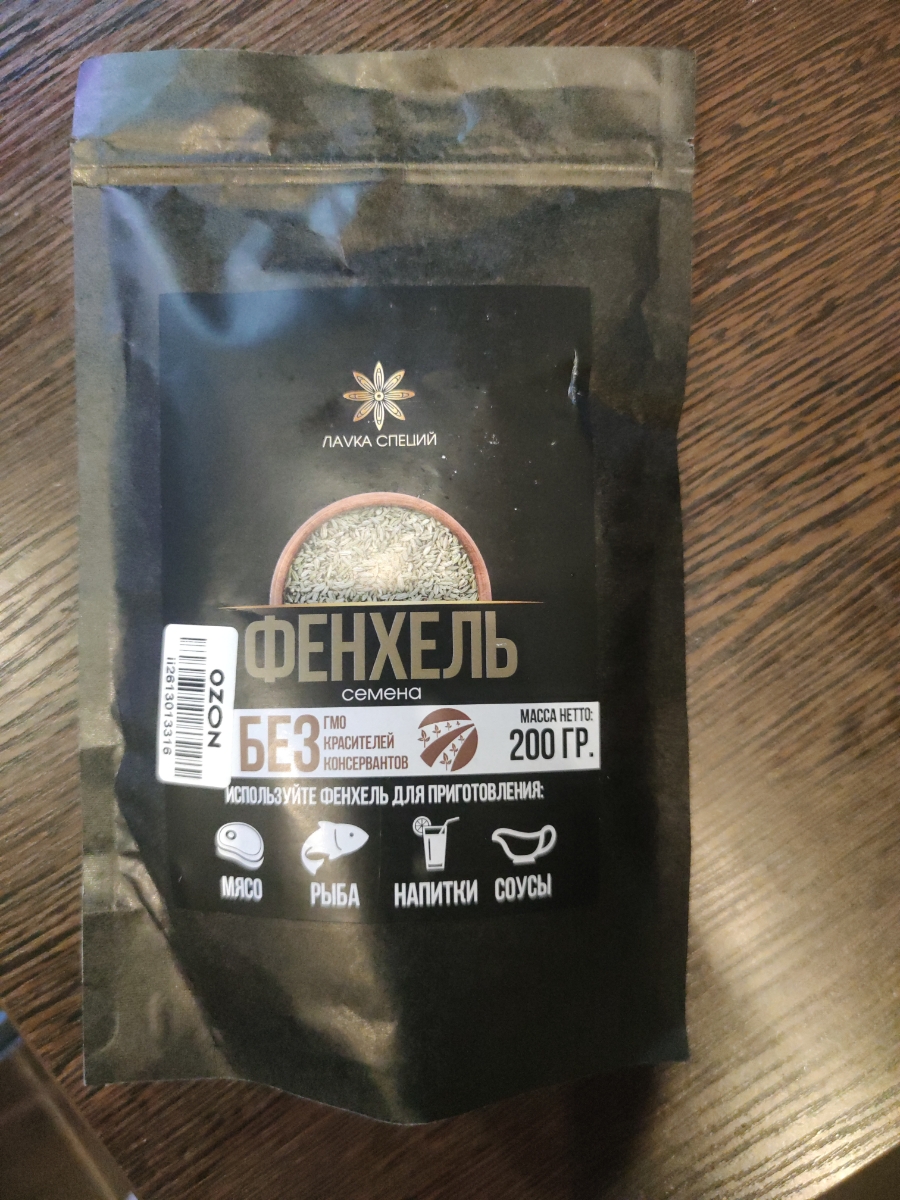 ЛАVКА СПЕЦИЙ
ФЕНХЕЛЬ
семена
OZON
ii2613013316
БЕЗ
ГМО
КРАСИТЕЛЕЙ
КОНСЕРВАНТОВ
МАССА НЕТТО:
200 ГР.
ИСПОЛЬЗУЙТЕ ФЕНХЕЛЬ ДЛЯ ПРИГОТОВЛЕНИЯ:
МЯСО РЫБА НАПИТКИ СОУСЫ